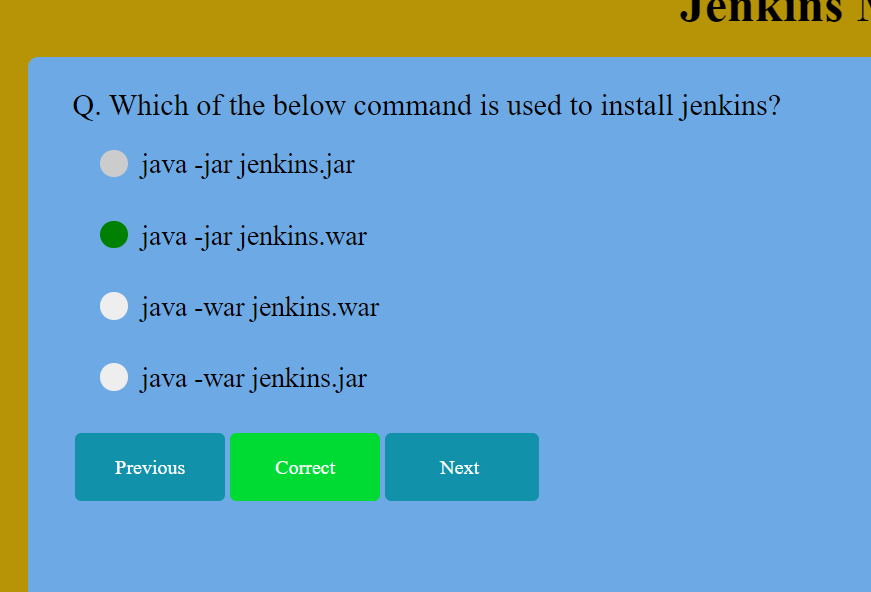 Jenkins
Q. Which of the below command is used to install jenkins?
java -jar jenkins.jar
java -jar jenkins.war
java -war jenkins.war
java -war jenkins.jar
Previous Correct Next